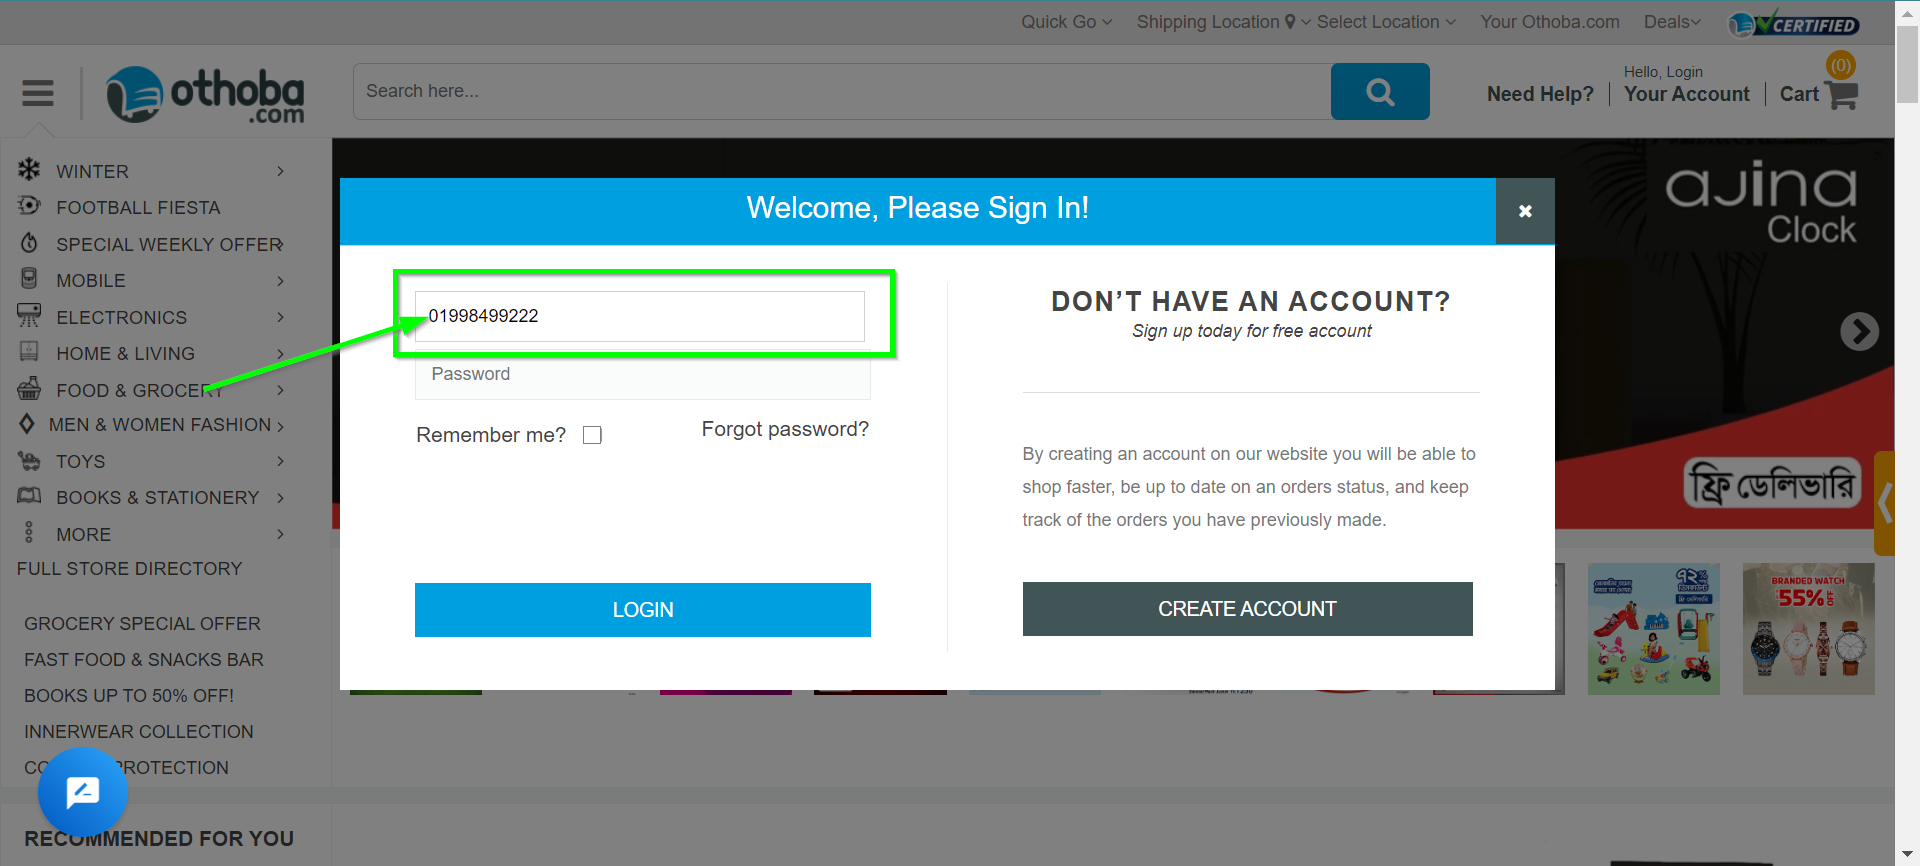 Quick Go
Shipping Location
Select Location
Your Othoba.com
Deals
CERTIFIED
othoba
.com
Search here...
Need Help?
Hello, Login
Your Account
(0)
Cart
WINTER
FOOTBALL FIESTA
SPECIAL WEEKLY OFFER
MOBILE
ELECTRONICS
HOME & LIVING
FOOD & GROCERY
MEN & WOMEN FASHION
TOYS
BOOKS & STATIONERY
MORE
FULL STORE DIRECTORY
GROCERY SPECIAL OFFER
FAST FOOD & SNACKS BAR
BOOKS UP TO 50% OFF!
INNERWEAR COLLECTION
RECOMMENDED FOR YOU
Welcome, Please Sign In!
01998499222
Password
Remember me?
Forgot password?
LOGIN
DON’T HAVE AN ACCOUNT?
Sign up today for free account
By creating an account on our website you will be able to
shop faster, be up to date on an orders status, and keep
track of the orders you have previously made.
CREATE ACCOUNT
ajina
Clock
ফ্রি ডেলিভারি
৭২%
BRANDED WATCH
55% OFF